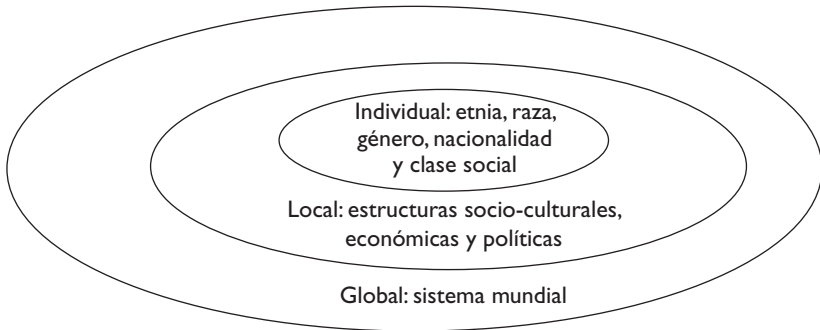 Individual: etnia, raza,
género, nacionalidad
y clase social
Local: estructuras socio-culturales,
económicas y políticas
Global: sistema mundial